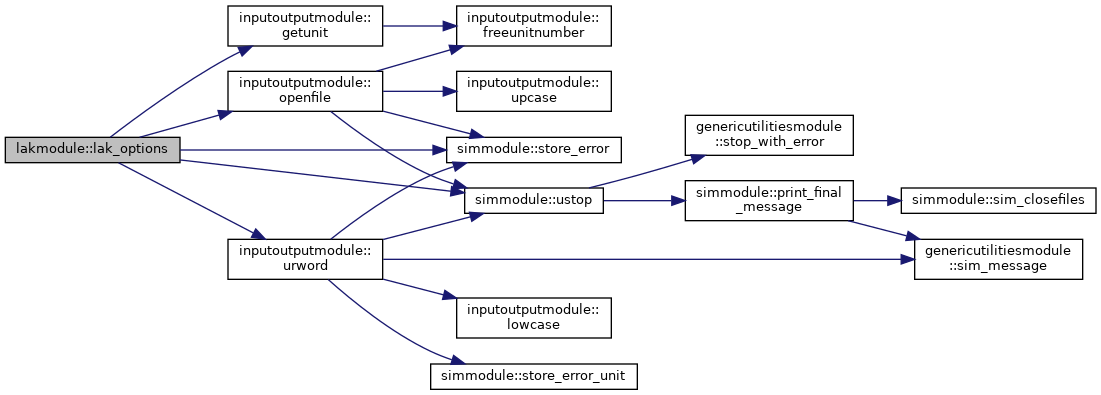 lakmodule::lak_options
inputoutputmodule::
getunit
inputoutputmodule::
openfile
inputoutputmodule::
urword
inputoutputmodule::
freeunitnumber
inputoutputmodule::
upcase
simmodule::store_error
simmodule::ustop
inputoutputmodule::
lowcase
simmodule::store_error_unit
genericutilitiesmodule
::stop_with_error
simmodule::print_final
_message
simmodule::sim_closefiles
genericutilitiesmodule
::sim_message